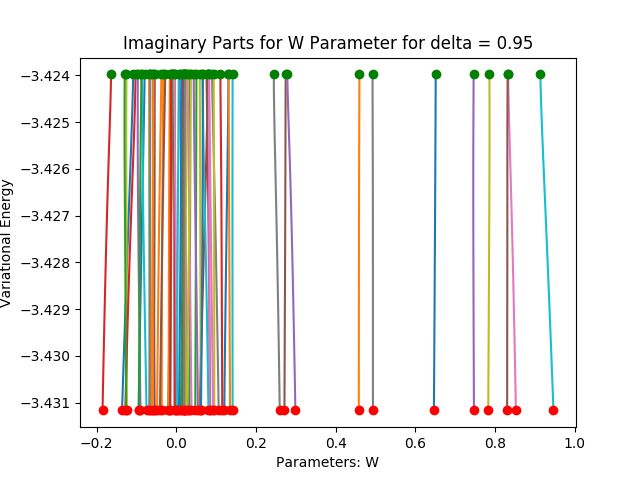 Imaginary Parts for W Parameter for delta = 0.95
Variational Energy
−3.424
−3.425
−3.426
−3.427
−3.428
−3.429
−3.430
−3.431
−0.2 0.0 0.2 0.4 0.6 0.8 1.0
Parameters: W